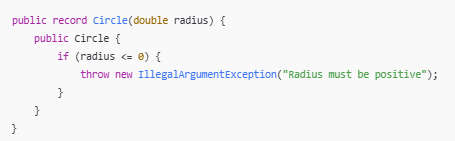 public record Circle(double radius) {
    public Circle {
        if (radius <= 0) {
            throw new IllegalArgumentException("Radius must be positive");
        }
    }
}